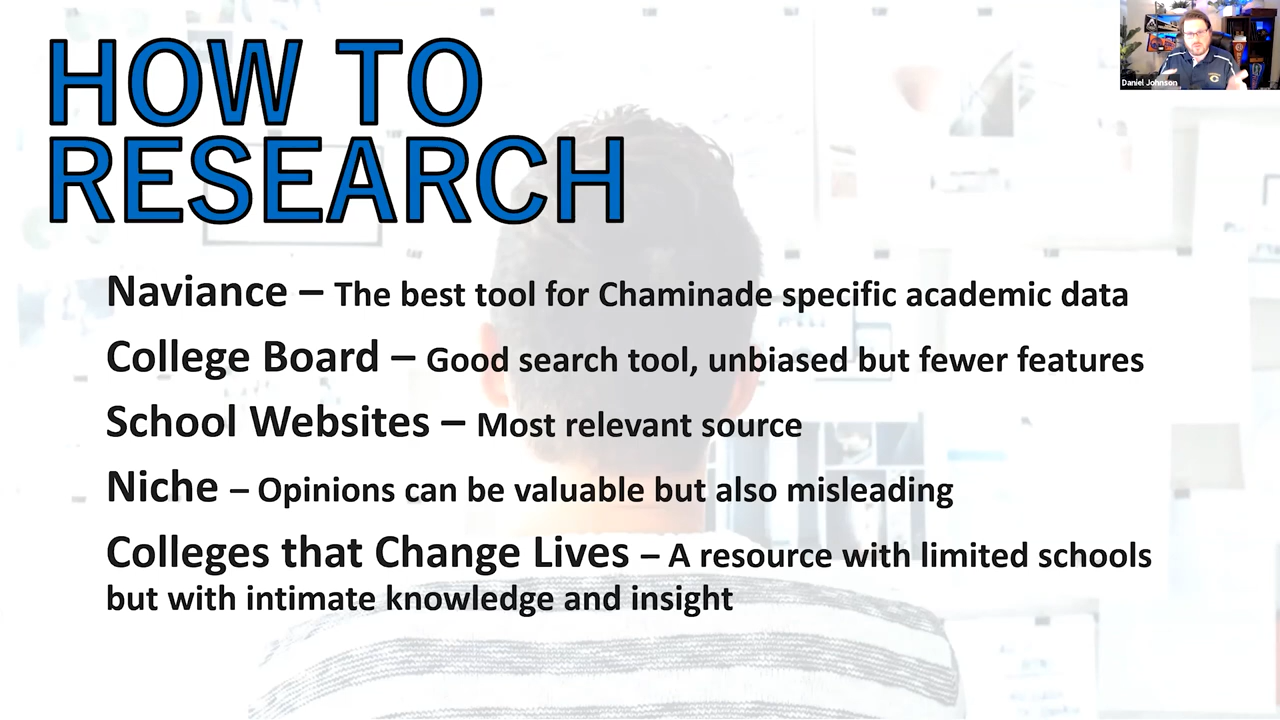 HOW TO
RESEARCH
Daniel Johnson
Naviance – The best tool for Chaminade specific academic data
College Board – Good search tool, unbiased but fewer features
School Websites – Most relevant source
Niche – Opinions can be valuable but also misleading
Colleges that Change Lives – A resource with limited schools
but with intimate knowledge and insight